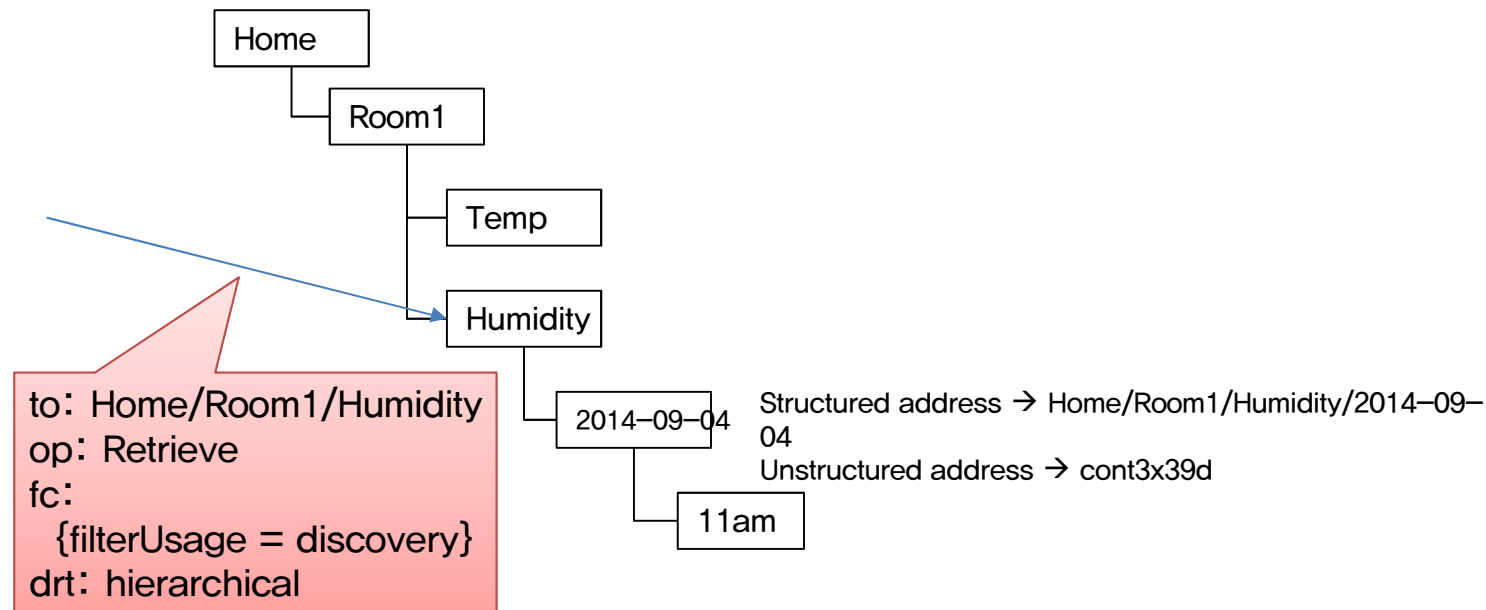 Home
Room1
Temp
Humidity
to: Home/Room1/Humidity
op: Retrieve
fc:
{filterUsage = discovery}
drt: hierarchical
2014-09-04
Structured address → Home/Room1/Humidity/2014-09-
04
Unstructured address → cont3x39d
11am